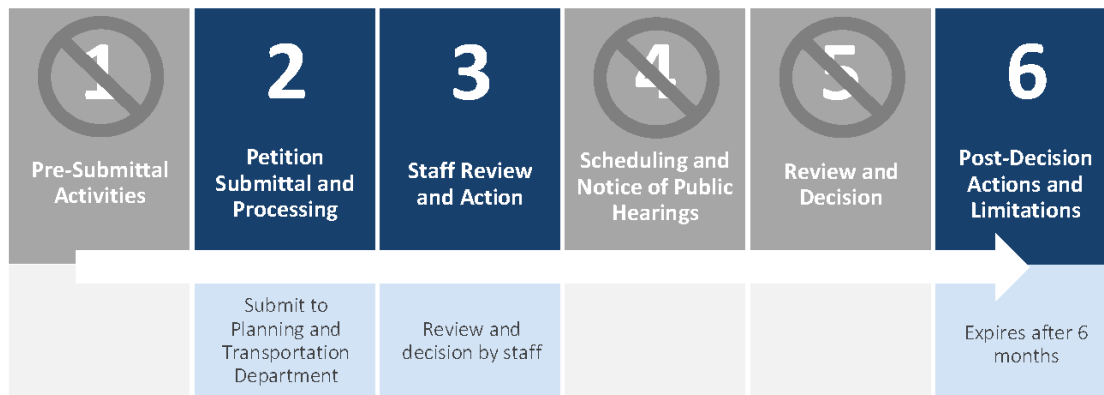 1
Pre-Submittal
Activities
2
Petition
Submittal and
Processing
Submit to
Planning and
Transportation
Department
3
Staff Review
and Action
Review and
decision by staff
4
Scheduling and
Notice of Public
Hearings
5
Review and
Decision
6
Post-Decision
Actions and
Limitations
Expires after 6
months